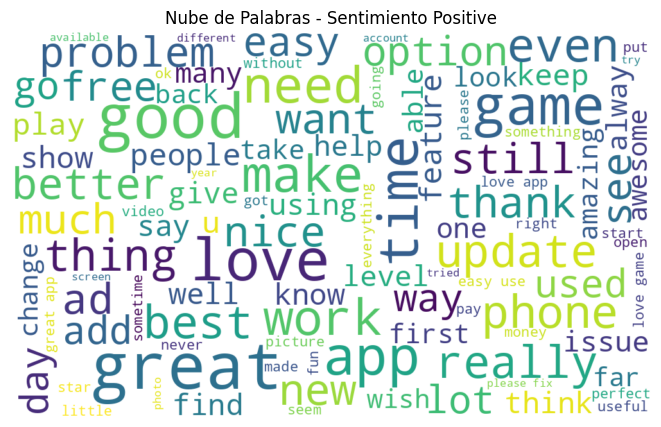 Nube de Palabras - Sentimiento Positive
available
different
account
problem
easy
option
even
without
ok
many
put
try
go
free
back
need
going
able
look
keep
game
please
something
alway
play
good
want
time
feature
see
show
people
take
help
still
amazing
awesome
better
year
make
love app
give
using
thank
much
video
got
everything
say
u
nice
one
right
start
thing
love
update
open
change
sometime
level
tried
easy use
used
love game
great app
screen
ad
well
know
way
pay
phone
add
best
work
first
money
issue
day
never
picture
great
app
really
made
fun
star
photo
new
please fix
far
perfect
little
find
seem
wish
lot
think
useful